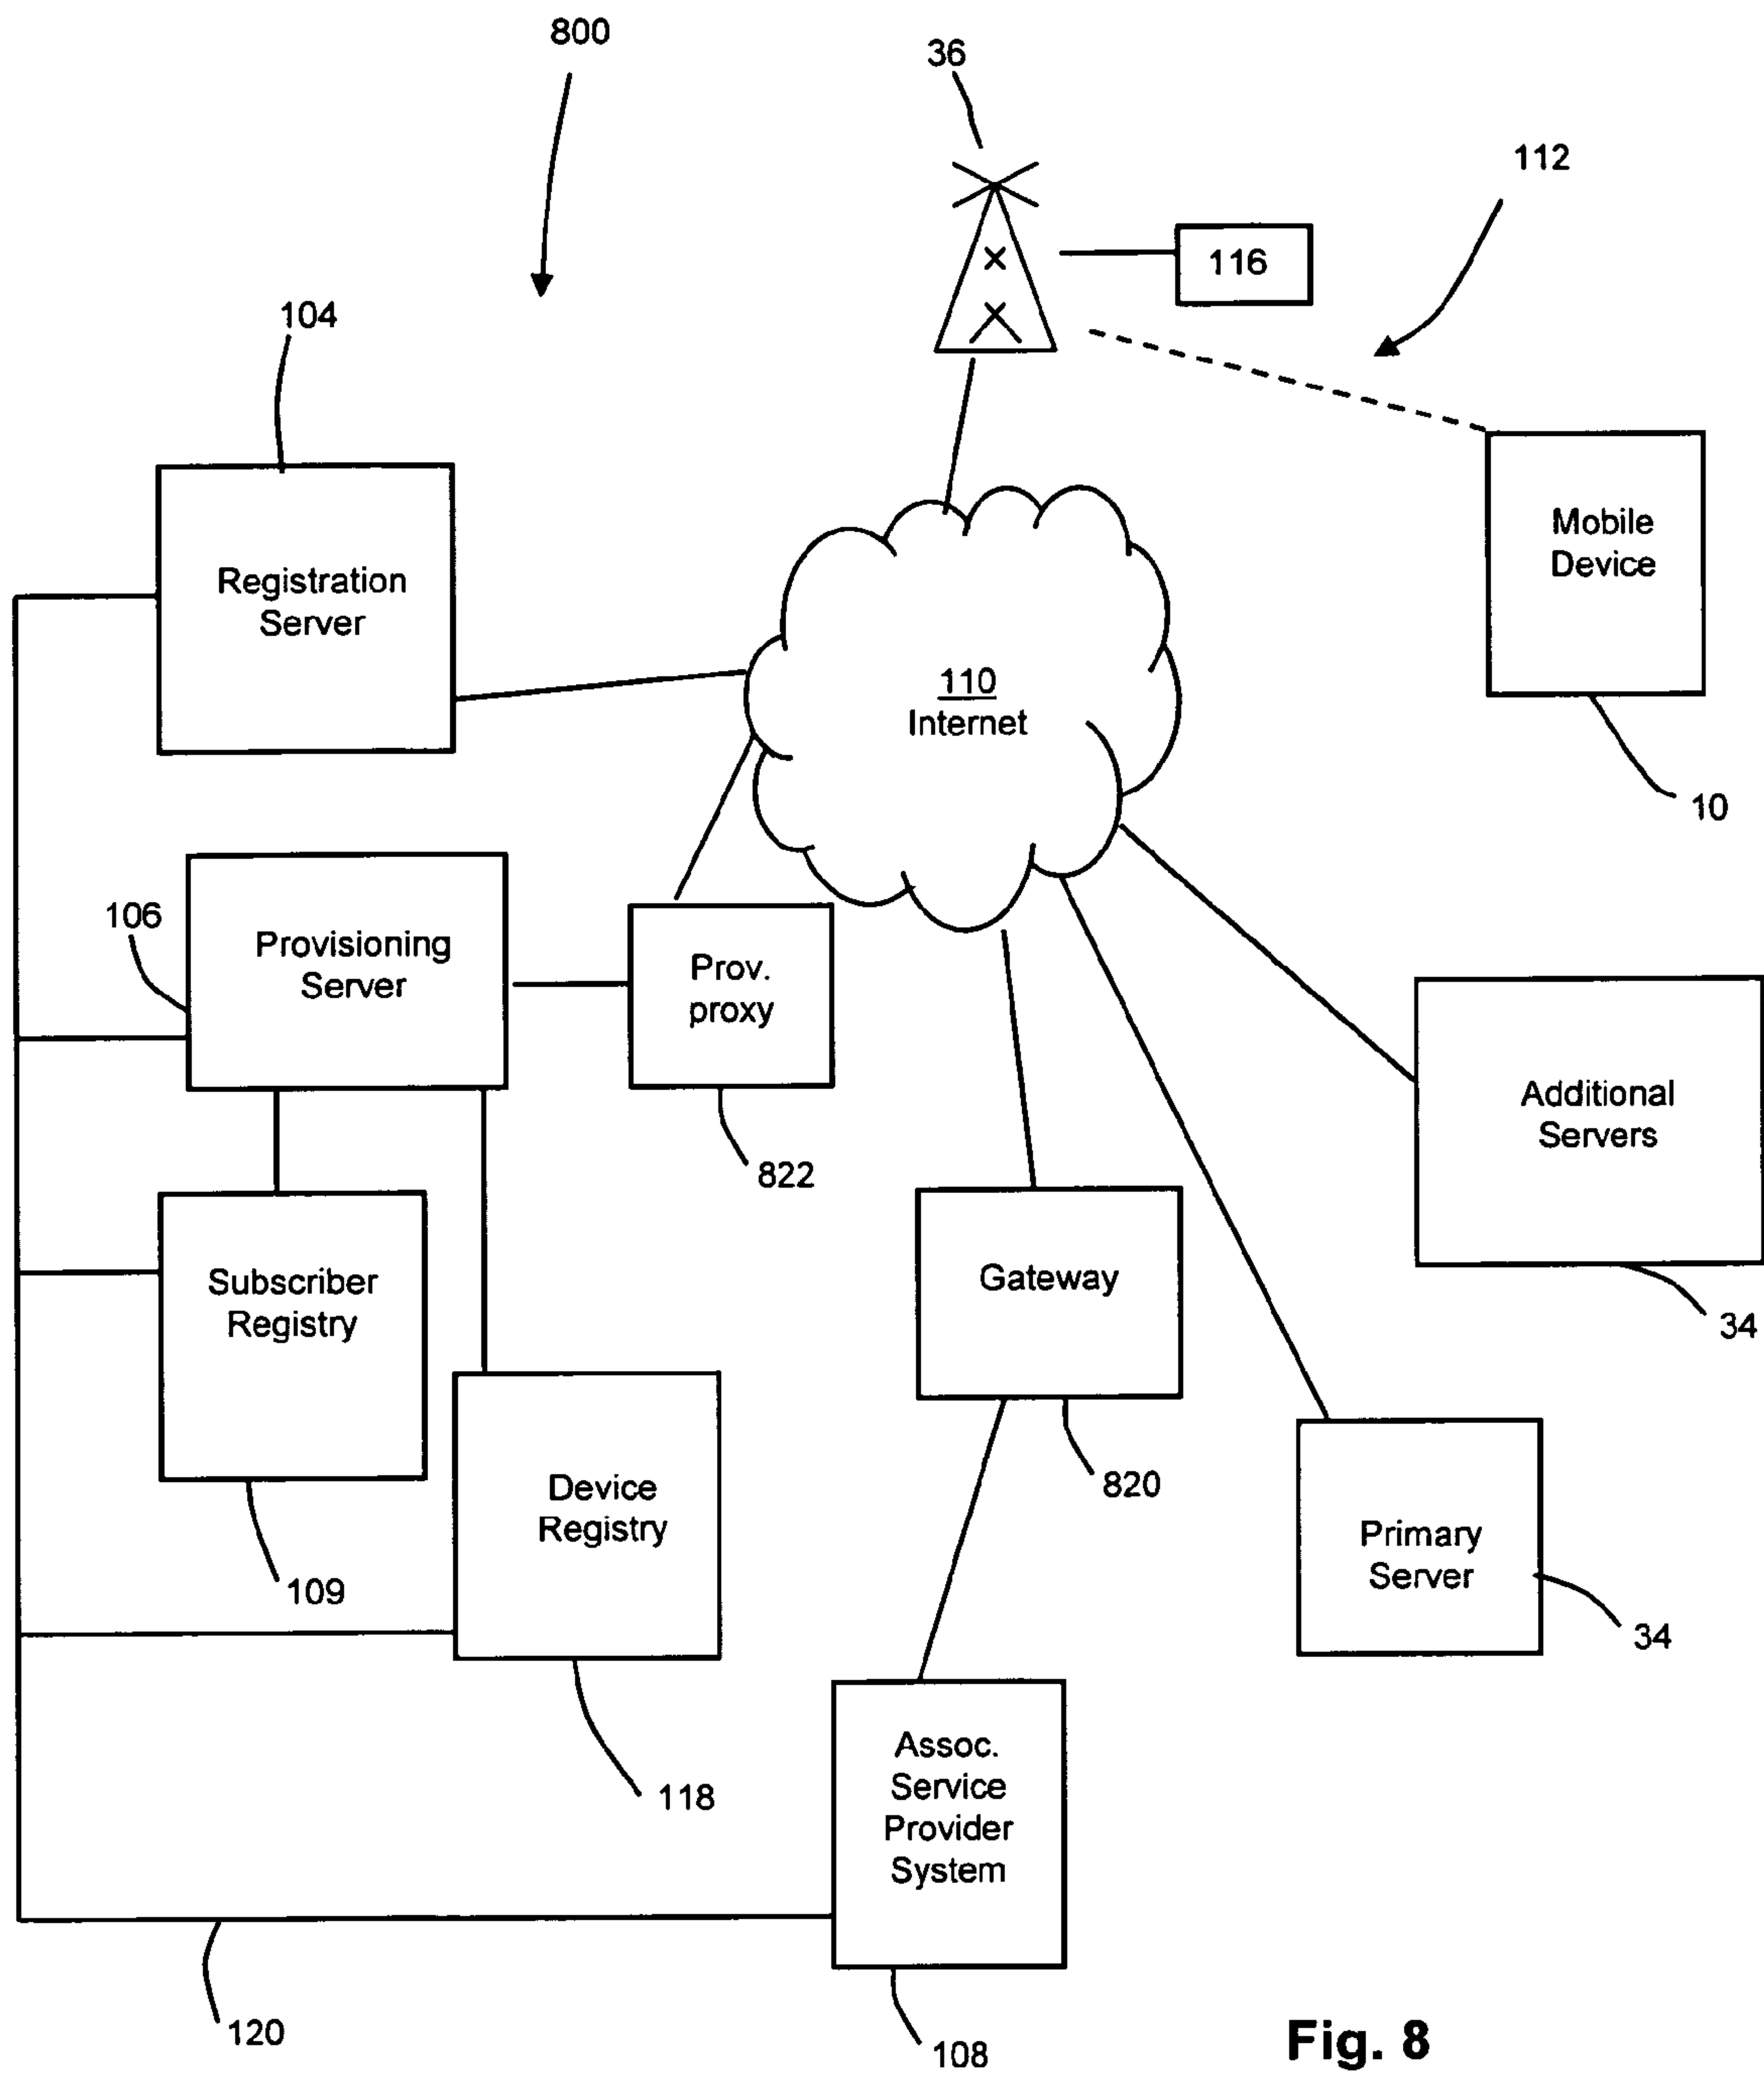 800
36
112
116
104
Registration
Server
Mobile
Device
110
Internet
10
106
Provisioning
Server
Prov.
proxy
822
Additional
Servers
34
Subscriber
Registry
Gateway
109
Device
Registry
820
Primary
Server
34
118
Assoc.
Service
Provider
System
120
108
Fig. 8